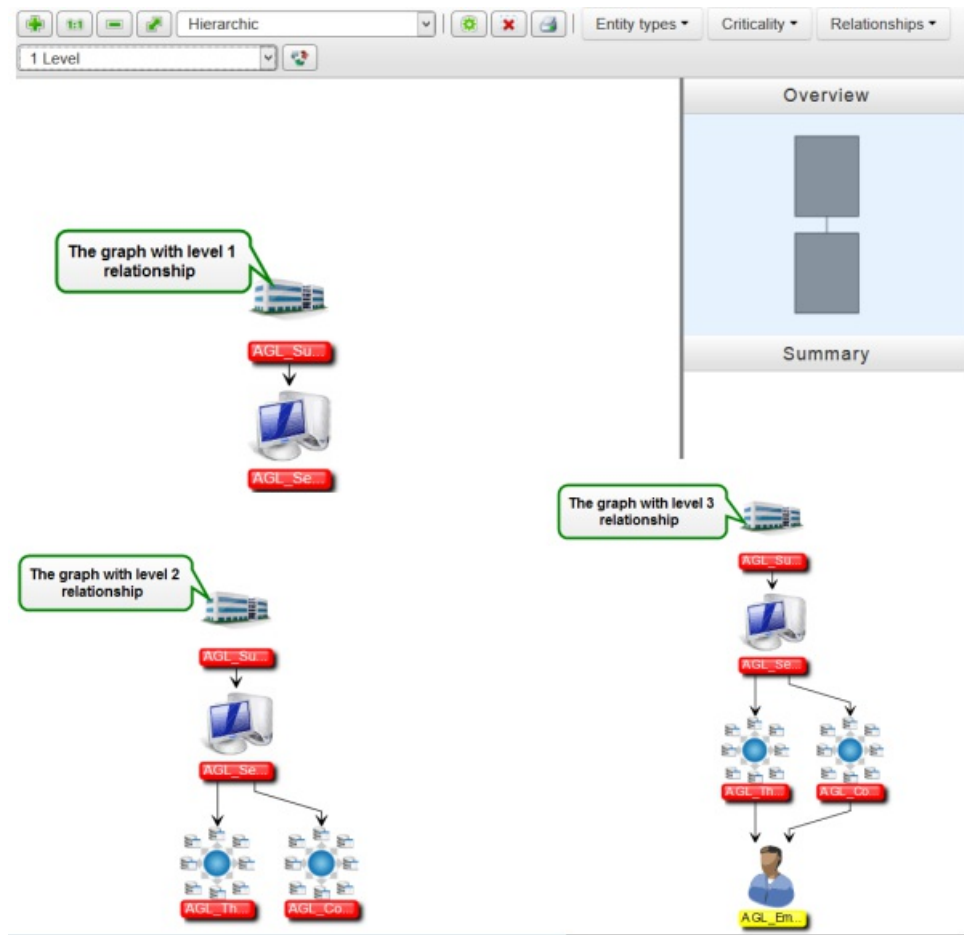 1:1 Hierarchic Entity types Criticality Relationships
1 Level
Overview
Summary
The graph with level 1
relationship
AGL_Su...
AGL_Se...
The graph with level 2
relationship
AGL_Su...
AGL_Se...
AGL_Th... AGL_Co...
The graph with level 3
relationship
AGL_Su...
AGL_Se...
AGL_Th... AGL_Co...
AGL_Em...